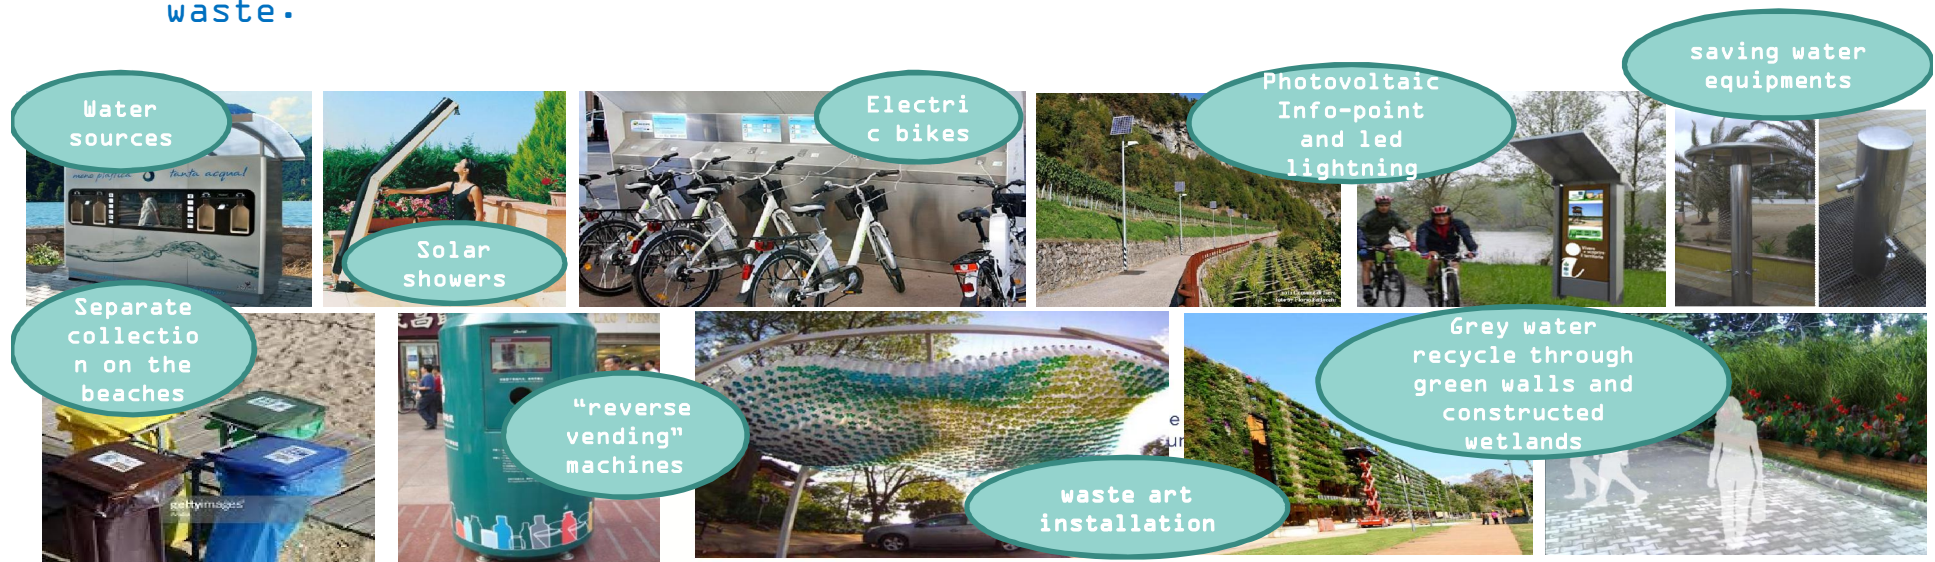 waste.
saving water
equipments
Photovoltaic
Info-point
and led
lightning
Water
sources
Electri
c bikes
meno plastica tanta acqua!
Solar
showers
Separate
collectio
n on the
beaches
Grey water
recycle through
green walls and
constructed
wetlands
“reverse
vending”
machines
waste art
installation
gettyimages®